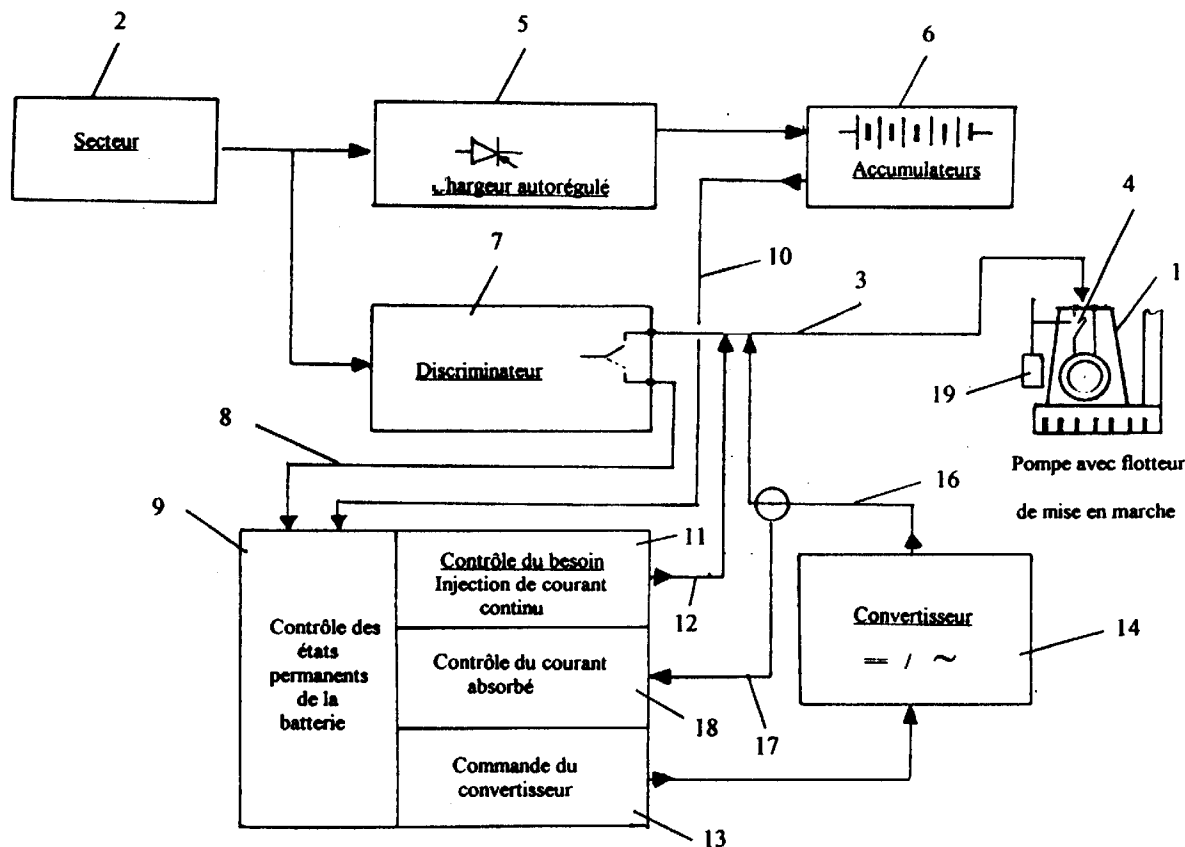 2
5
6
Secteur
Chargeur autorégulé
Accumulateurs
4
7
10
3
1
Discriminateur
19
8
Pompe avec flotteur
de mise en marche
16
9
11
Contrôle du besoin
Injection de courant
continu
12
Convertisseur
14
Contrôle des
états
permanents
de la
batterie
Contrôle du courant
absorbé
18
17
Commande du
convertisseur
13